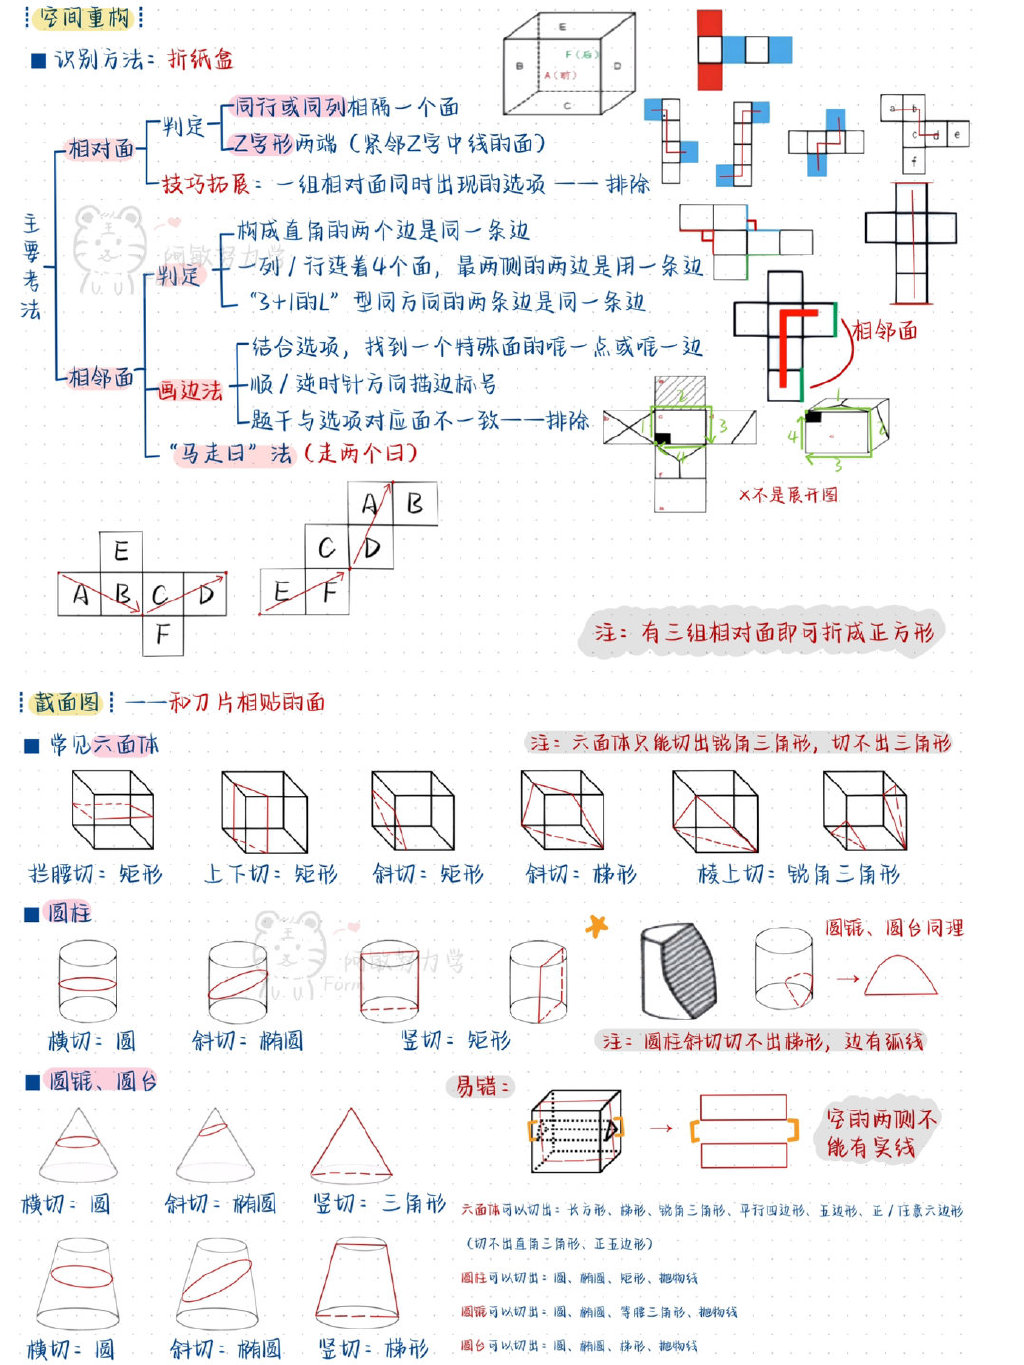 空间重构
■ 识别方法：折纸盒
主要考法
相对面
判定
同行或同列相隔一个面
Z字形两端（紧邻Z字中线的面）
技巧拓展：一组相对面同时出现的选项 —— 排除
相邻面
判定
构成直角的两个边是同一条边
一列/行连着4个面，最两侧的两边是用一条边
“3+1的L”型同方向的两条边是同一条边
画边法
结合选项，找到一个特殊面的唯一点或唯一边
顺/逆时针方向描边标号
题干与选项对应面不一致——排除
“马走日”法（走两个日）
E
F（后）
B
D
A（前）
C
a b
c d e
f
相邻面
1 2 3 4
1 2 3 4
X不是展开图
E
A B C D
F
A B
C D
E F
注：有三组相对面即可折成正方形
阿敏努力学
截面图 ——和刀片相贴的面
■ 常见六面体
注：六面体只能切出锐角三角形，切不出三角形
拦腰切：矩形
上下切：矩形
斜切：矩形
斜切：梯形
棱上切：锐角三角形
■ 圆柱
圆锥、圆台同理
阿敏努力学
Form
横切：圆
斜切：椭圆
竖切：矩形
注：圆柱斜切切不出梯形，边有弧线
■ 圆锥、圆台
易错：
空的两侧不
能有实线
横切：圆
斜切：椭圆
竖切：三角形
六面体可以切出：长方形、梯形、锐角三角形、平行四边形、五边形、正/任意六边形
（切不出直角三角形、正五边形）
圆柱可以切出：圆、椭圆、矩形、抛物线
圆锥可以切出：圆、椭圆、等腰三角形、抛物线
圆台可以切出：圆、椭圆、梯形、抛物线
横切：圆
斜切：椭圆
竖切：梯形